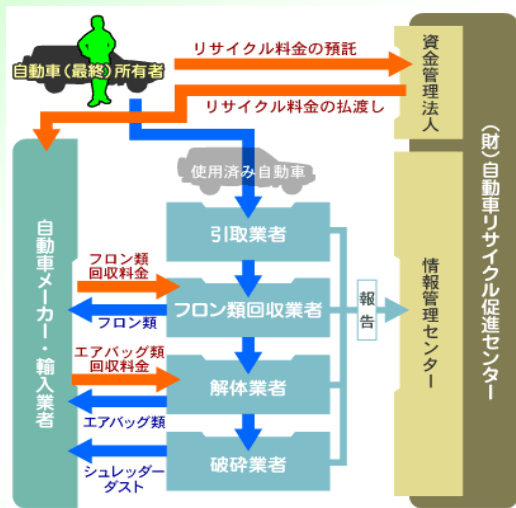 リサイクル料金の預託
自動車(最終)所有者
リサイクル料金の払渡し
資金管理法人
(財)自動車リサイクル促進センター
使用済み自動車
引取業者
自動車メーカー・輸入業者
フロン類
回収料金
フロン類回収業者
フロン類
報告
情報管理センター
エアバッグ類
回収料金
解体業者
エアバッグ類
破砕業者
シュレッダー
ダスト